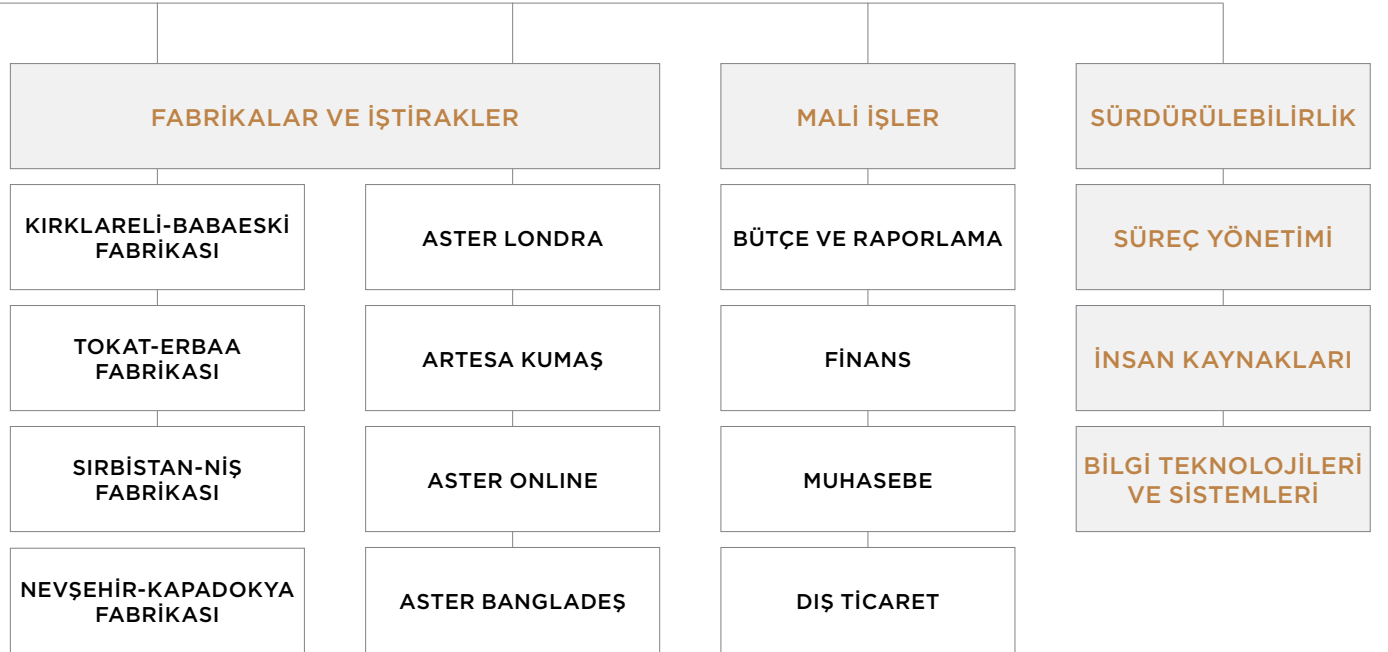 FABRİKALAR VE İŞTİRAKLER
MALİ İŞLER
SÜRDÜRÜLEBİLİRLİK
KIRKLARELİ-BABAESKİ
FABRİKASI
ASTER LONDRA
BÜTÇE VE RAPORLAMA
SÜREÇ YÖNETİMİ
TOKAT-ERBAA
FABRİKASI
ARTESA KUMAŞ
FİNANS
İNSAN KAYNAKLARI
SIRBİSTAN-NİŞ
FABRİKASI
ASTER ONLINE
MUHASEBE
BİLGİ TEKNOLOJİLERİ
VE SİSTEMLERİ
NEVŞEHİR-KAPADOKYA
FABRİKASI
ASTER BANGLADEŞ
DIŞ TİCARET